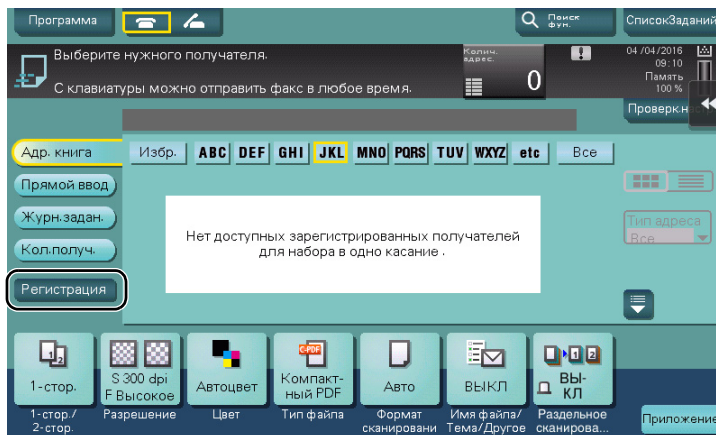 Программа
Поиск
фун.
СписокЗаданий
Выберите нужного получателя.
С клавиатуры можно отправить факс в любое время.
Колич.
адрес.
0
04 /04/2016
09:10
Память
100 %
Проверк.н
Адр. книга
Избр. ABC DEF GHI JKL MNO PQRS TUV WXYZ etc Все
Прямой ввод
Журн.задан.
Кол.получ.
Регистрация
Нет доступных зарегистрированных получателей
для набора в одно касание .
Тип адреса
Все
1-стор.
S 300 dpi
F Высокое
Автоцвет
C-PDF
Компакт-
ный PDF
Авто
ВЫКЛ
ВЫ-
КЛ
1-стор./
2-стор.
Разрешение
Цвет
Тип файла
Формат
сканировани
Имя файла/
Тема/Другое
Раздельное
сканирова...
Приложение